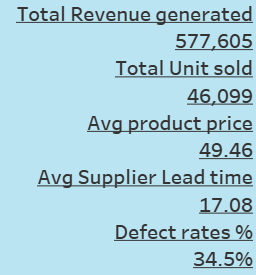 Total Revenue generated
577,605
Total Unit sold
46,099
Avg product price
49.46
Avg Supplier Lead time
17.08
Defect rates %
34.5%